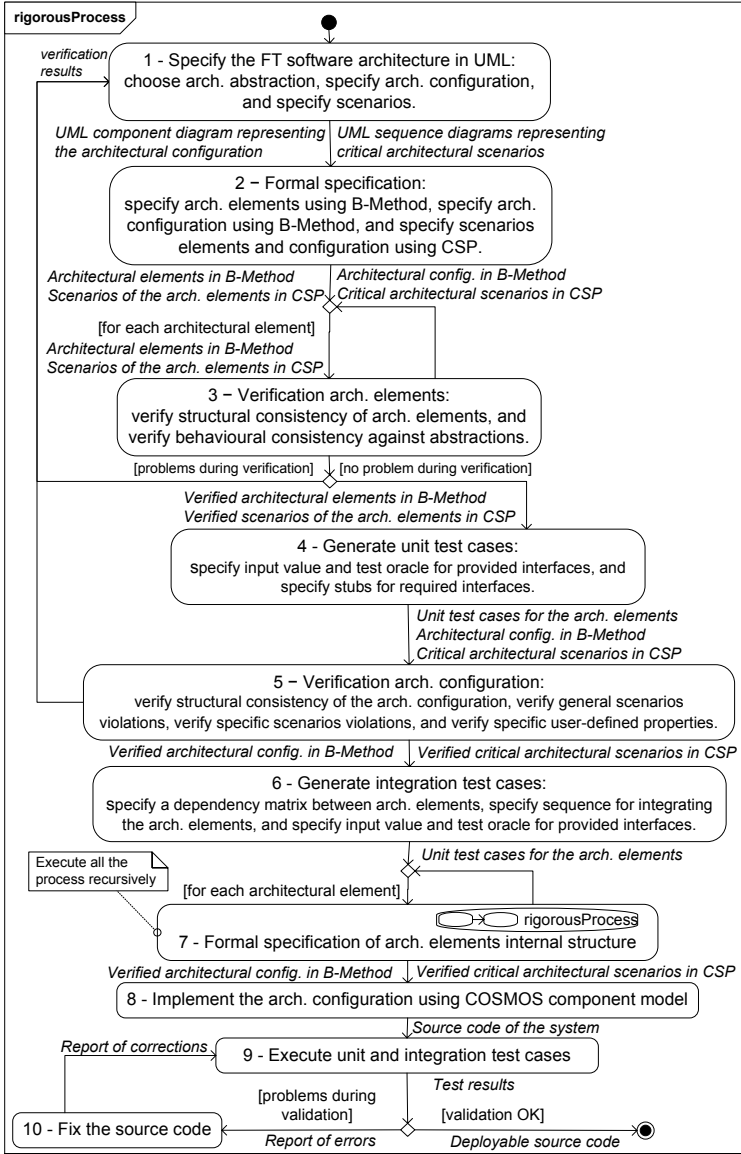 rigorousProcess
verification
results
1 - Specify the FT software architecture in UML:
choose arch. abstraction, specify arch. configuration,
and specify scenarios.
UML component diagram representing
the architectural configuration
UML sequence diagrams representing
critical architectural scenarios
2 – Formal specification:
specify arch. elements using B-Method, specify arch.
configuration using B-Method, and specify scenarios
elements and configuration using CSP.
Architectural elements in B-Method
Scenarios of the arch. elements in CSP
Architectural config. in B-Method
Critical architectural scenarios in CSP
[for each architectural element]
Architectural elements in B-Method
Scenarios of the arch. elements in CSP
3 – Verification arch. elements:
verify structural consistency of arch. elements, and
verify behavioural consistency against abstractions.
[problems during verification]
[no problem during verification]
Verified architectural elements in B-Method
Verified scenarios of the arch. elements in CSP
4 - Generate unit test cases:
specify input value and test oracle for provided interfaces, and
specify stubs for required interfaces.
Unit test cases for the arch. elements
Architectural config. in B-Method
Critical architectural scenarios in CSP
5 – Verification arch. configuration:
verify structural consistency of the arch. configuration, verify general scenarios
violations, verify specific scenarios violations, and verify specific user-defined properties.
Verified architectural config. in B-Method
Verified critical architectural scenarios in CSP
6 - Generate integration test cases:
specify a dependency matrix between arch. elements, specify sequence for integrating
the arch. elements, and specify input value and test oracle for provided interfaces.
Unit test cases for the arch. elements
Execute all the
process recursively
[for each architectural element]
rigorousProcess
7 - Formal specification of arch. elements internal structure
Verified architectural config. in B-Method
Verified critical architectural scenarios in CSP
8 - Implement the arch. configuration using COSMOS component model
Source code of the system
Report of corrections
9 - Execute unit and integration test cases
Test results
[problems during
validation]
[validation OK]
10 - Fix the source code
Report of errors
Deployable source code